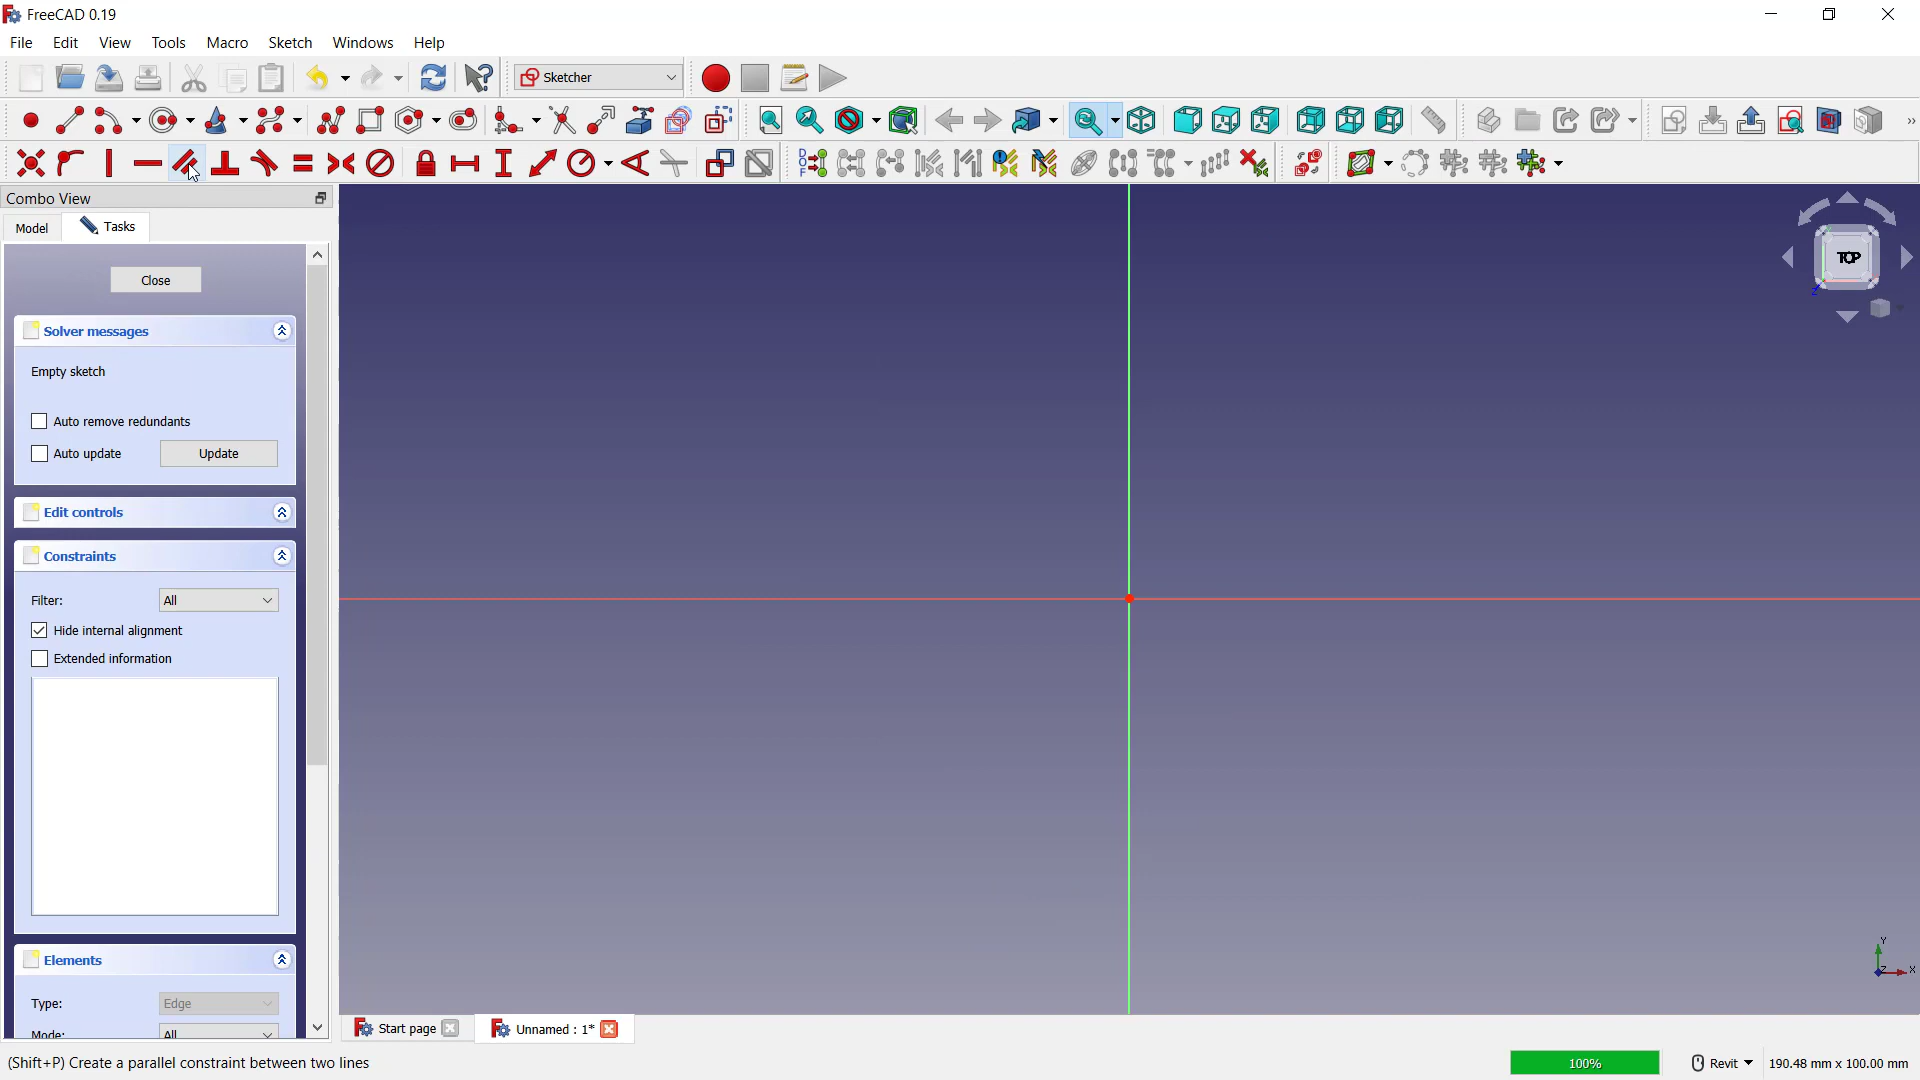 FreeCAD 0.19
File Edit View Tools Macro Sketch Windows Help
Sketcher
»
Combo View
Model Tasks
Close
Solver messages
Empty sketch
Auto remove redundants
Auto update Update
Edit controls
Constraints
Filter: All
Hide internal alignment
Extended information
Elements
Type: Edge
Mode: All
TOP
Z
Y
Z X
Start page Unnamed : 1*
(Shift+P) Create a parallel constraint between two lines
100% Revit 190.48 mm x 100.00 mm